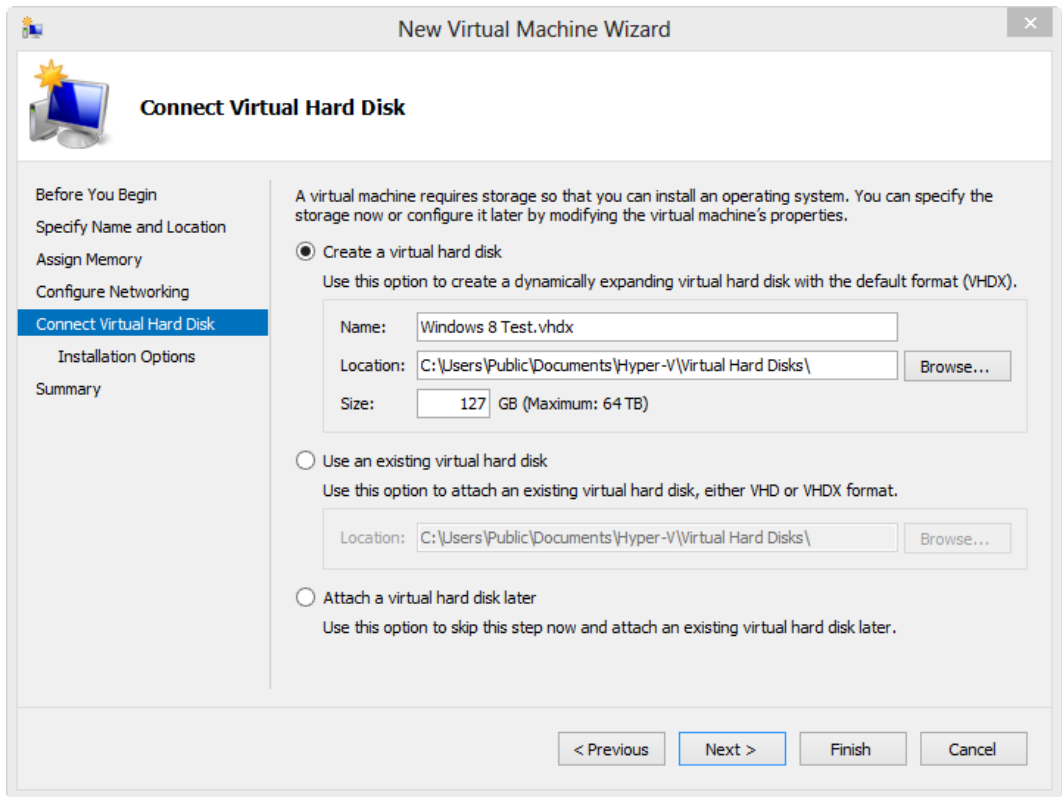 New Virtual Machine Wizard
Connect Virtual Hard Disk
Before You Begin
Specify Name and Location
Assign Memory
Configure Networking
Connect Virtual Hard Disk
Installation Options
Summary
A virtual machine requires storage so that you can install an operating system. You can specify the
storage now or configure it later by modifying the virtual machine's properties.
Create a virtual hard disk
Use this option to create a dynamically expanding virtual hard disk with the default format (VHDX).
Name: Windows 8 Test.vhdx
Location: C:\Users\Public\Documents\Hyper-V\Virtual Hard Disks\ Browse...
Size: 127 GB (Maximum: 64 TB)
Use an existing virtual hard disk
Use this option to attach an existing virtual hard disk, either VHD or VHDX format.
Location: C:\Users\Public\Documents\Hyper-V\Virtual Hard Disks\ Browse...
Attach a virtual hard disk later
Use this option to skip this step now and attach an existing virtual hard disk later.
< Previous Next > Finish Cancel